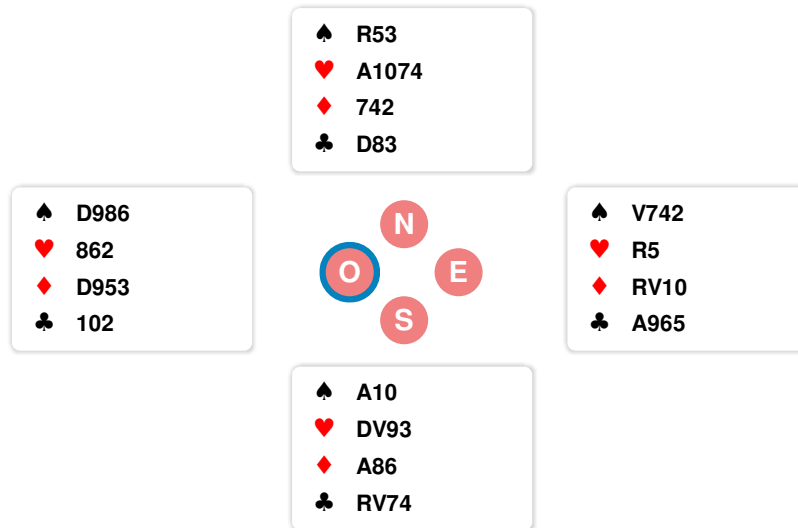 ♠ R53
♥ A1074
♦ 742
♣ D83
♠ D986
♥ 862
♦ D953
♣ 102
N
O E
S
♠ V742
♥ R5
♦ RV10
♣ A965
♠ A10
♥ DV93
♦ A86
♣ RV74